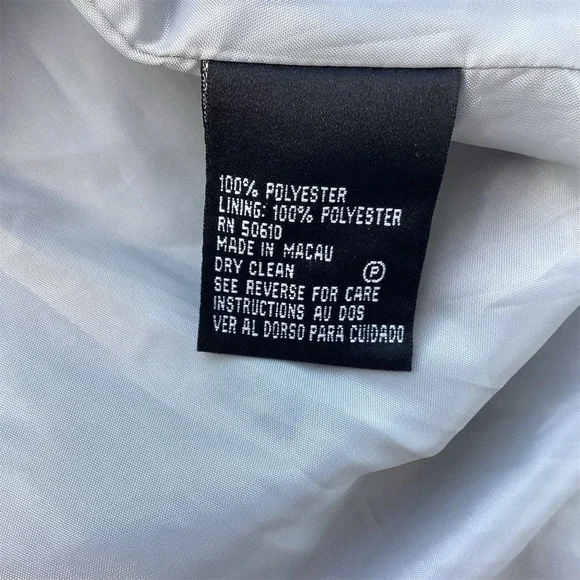 100% POLYESTER
LINING: 100% POLYESTER
RN 50610
MADE IN MACAU
DRY CLEAN Ⓟ
SEE REVERSE FOR CARE
INSTRUCTIONS AU DOS
VER AL DORSO PARA CUIDADO